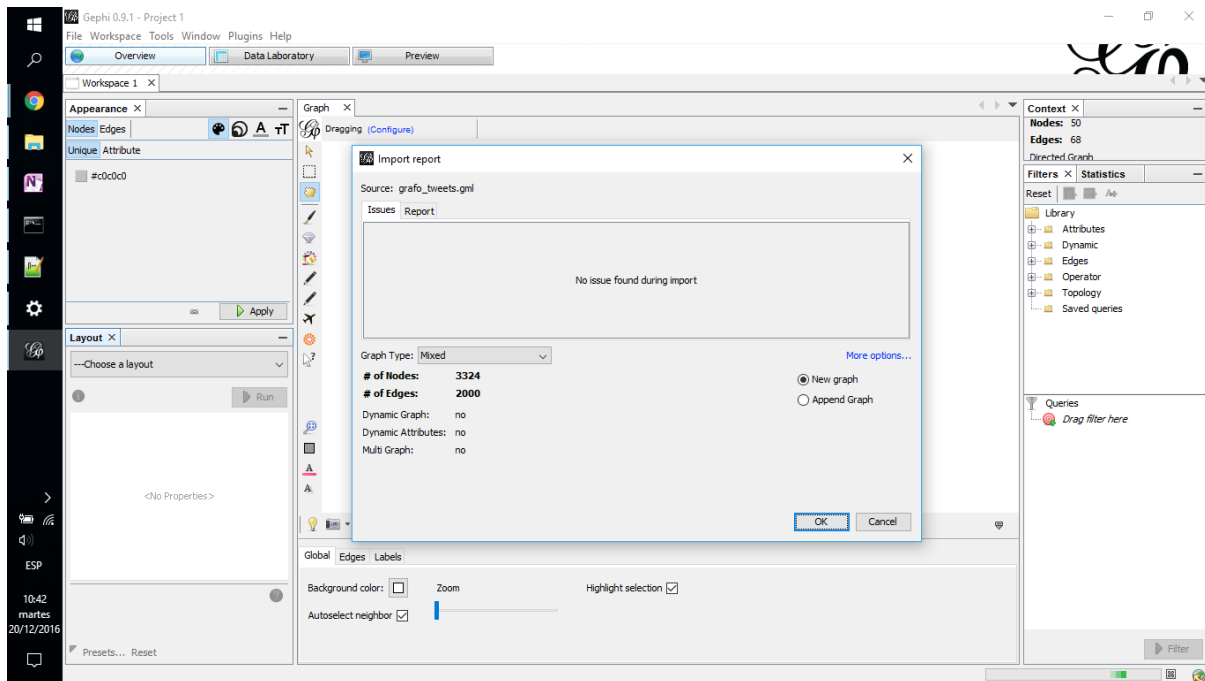 Gephi 0.9.1 - Project 1
File Workspace Tools Window Plugins Help
Overview
Data Laboratory
Preview
Workspace 1
Appearance
Nodes Edges
A
Unique Attribute
#c0c0c0
Apply
Layout
---Choose a layout
Run
<No Properties>
Presets... Reset
Graph
Dragging (Configure)
Import report
Source: grafo_tweets.gml
Issues Report
No issue found during import
Graph Type: Mixed
More options...
# of Nodes: 3324
# of Edges: 2000
Dynamic Graph: no
Dynamic Attributes: no
Multi Graph: no
New graph
Append Graph
OK Cancel
Global Edges Labels
Background color:
Zoom
Highlight selection
Autoselect neighbor
Context
Nodes: 50
Edges: 68
Directed Graph
Filters Statistics
Reset
Library
Attributes
Dynamic
Edges
Operator
Topology
Saved queries
Queries
Drag filter here
Filter
ESP
10:42
martes
20/12/2016